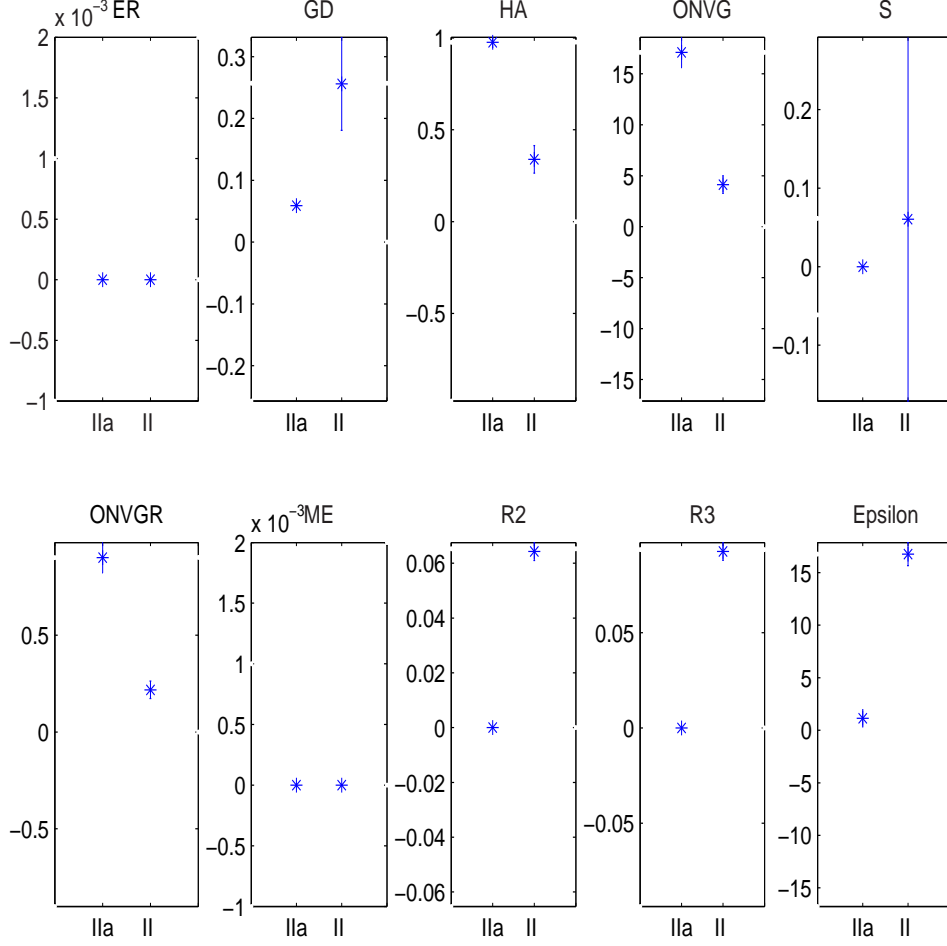 x 10⁻³ ER
2
1.5
1
0.5
0
−0.5
−1
IIa II
GD
0.3
0.2
0.1
0
−0.1
−0.2
IIa II
HA
1
0.5
0
−0.5
IIa II
ONVG
15
10
5
0
−5
−10
−15
IIa II
S
0.2
0.1
0
−0.1
IIa II
ONVGR
0.5
0
−0.5
IIa II
x 10⁻³ ME
2
1.5
1
0.5
0
−0.5
−1
IIa II
R2
0.06
0.04
0.02
0
−0.02
−0.04
−0.06
IIa II
R3
0.05
0
−0.05
IIa II
Epsilon
15
10
5
0
−5
−10
−15
IIa II